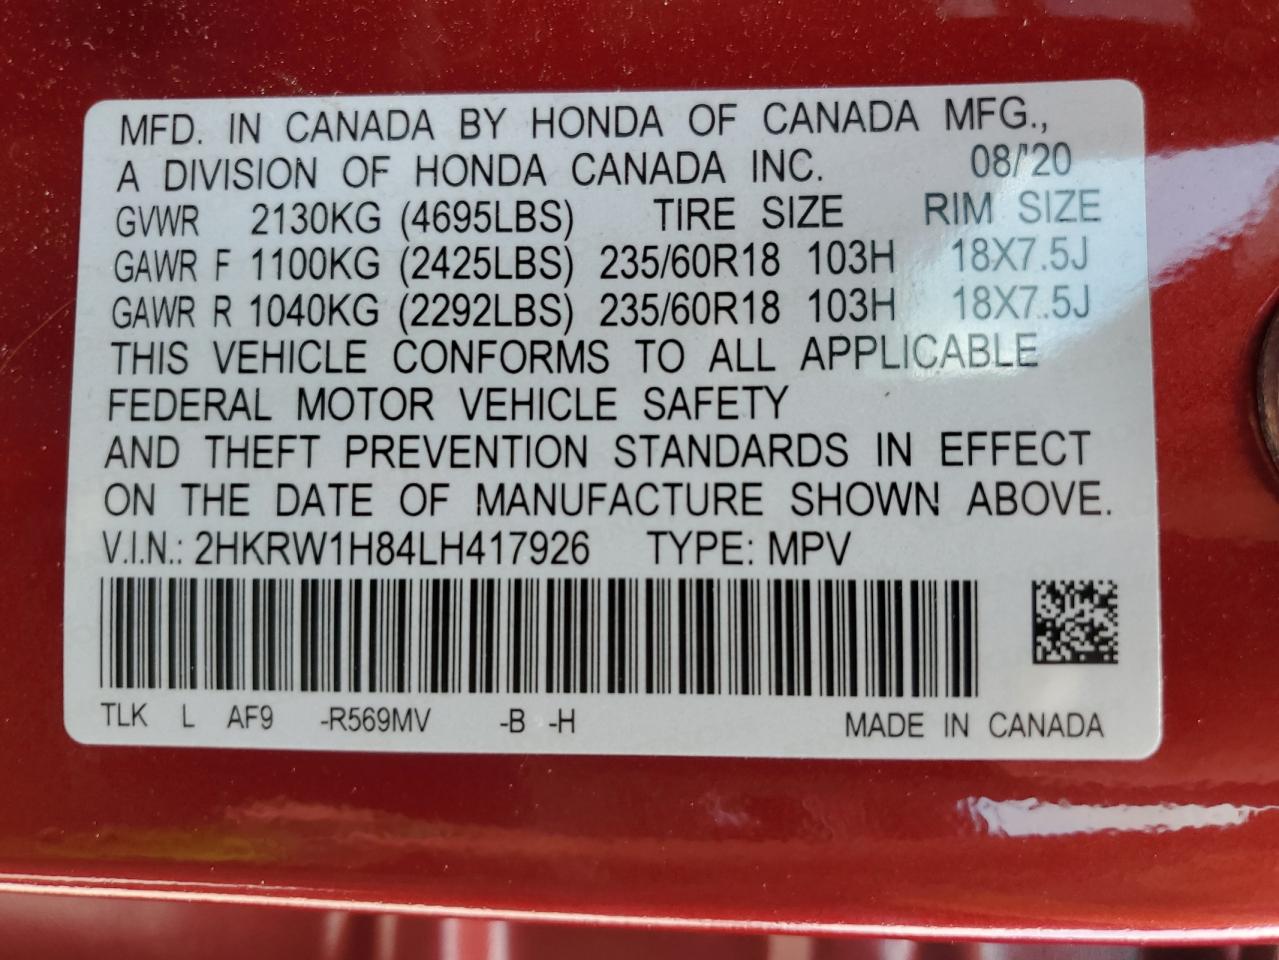 MFD. IN CANADA BY HONDA OF CANADA MFG.,
A DIVISION OF HONDA CANADA INC. 08/'20
GVWR 2130KG (4695LBS) TIRE SIZE RIM SIZE
GAWR F 1100KG (2425LBS) 235/60R18 103H 18X7.5J
GAWR R 1040KG (2292LBS) 235/60R18 103H 18X7.5J
THIS VEHICLE CONFORMS TO ALL APPLICABLE
FEDERAL MOTOR VEHICLE SAFETY
AND THEFT PREVENTION STANDARDS IN EFFECT
ON THE DATE OF MANUFACTURE SHOWN ABOVE.
V.I.N.: 2HKRW1H84LH417926 TYPE: MPV
TLK L AF9 -R569MV -B -H MADE IN CANADA